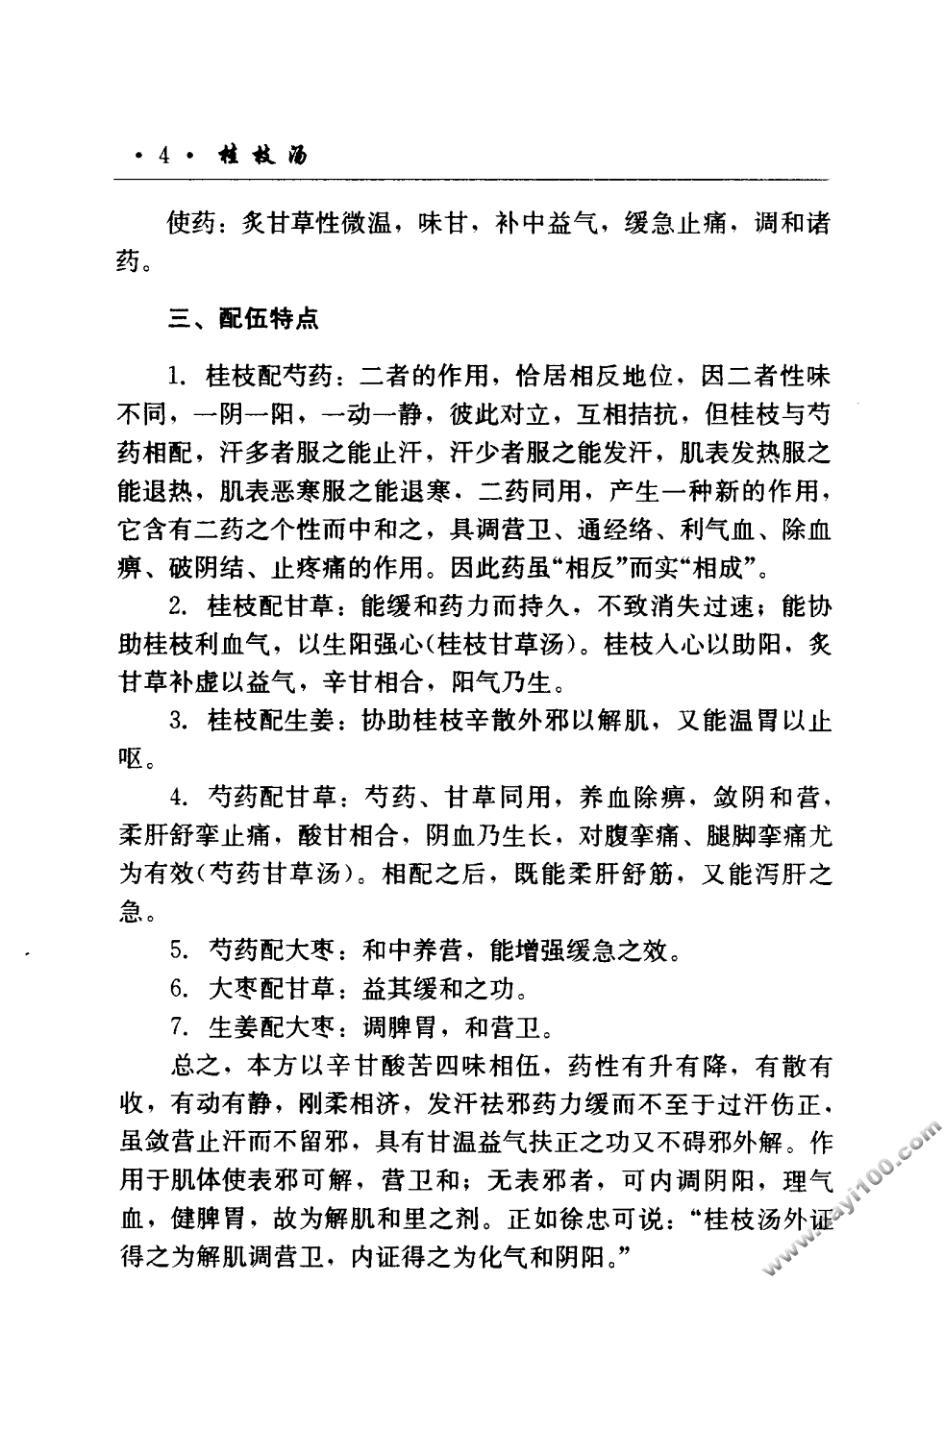 ·4· 桂枝汤
使药：炙甘草性微温，味甘，补中益气，缓急止痛，调和诸
药。
三、配伍特点
1. 桂枝配芍药：二者的作用，恰居相反地位，因二者性味
不同，一阴一阳，一动一静，彼此对立，互相拮抗，但桂枝与芍
药相配，汗多者服之能止汗，汗少者服之能发汗，肌表发热服之
能退热，肌表恶寒服之能退寒．二药同用，产生一种新的作用，
它含有二药之个性而中和之，具调营卫、通经络、利气血、除血
痹、破阴结、止疼痛的作用。因此药虽“相反”而实“相成”。
2. 桂枝配甘草：能缓和药力而持久，不致消失过速；能协
助桂枝利血气，以生阳强心(桂枝甘草汤)。桂枝入心以助阳，炙
甘草补虚以益气，辛甘相合，阳气乃生。
3. 桂枝配生姜：协助桂枝辛散外邪以解肌，又能温胃以止
呕。
4. 芍药配甘草：芍药、甘草同用，养血除痹，敛阴和营，
柔肝舒挛止痛，酸甘相合，阴血乃生长，对腹挛痛、腿脚挛痛尤
为有效(芍药甘草汤)。相配之后，既能柔肝舒筋，又能泻肝之
急。
5. 芍药配大枣：和中养营，能增强缓急之效。
6. 大枣配甘草：益其缓和之功。
7. 生姜配大枣：调脾胃，和营卫。
总之，本方以辛甘酸苦四味相伍，药性有升有降，有散有
收，有动有静，刚柔相济，发汗祛邪药力缓而不至于过汗伤正，
虽敛营止汗而不留邪，具有甘温益气扶正之功又不碍邪外解。作
用于肌体使表邪可解，营卫和；无表邪者，可内调阴阳，理气
血，健脾胃，故为解肌和里之剂。正如徐忠可说：“桂枝汤外证
得之为解肌调营卫，内证得之为化气和阴阳。”